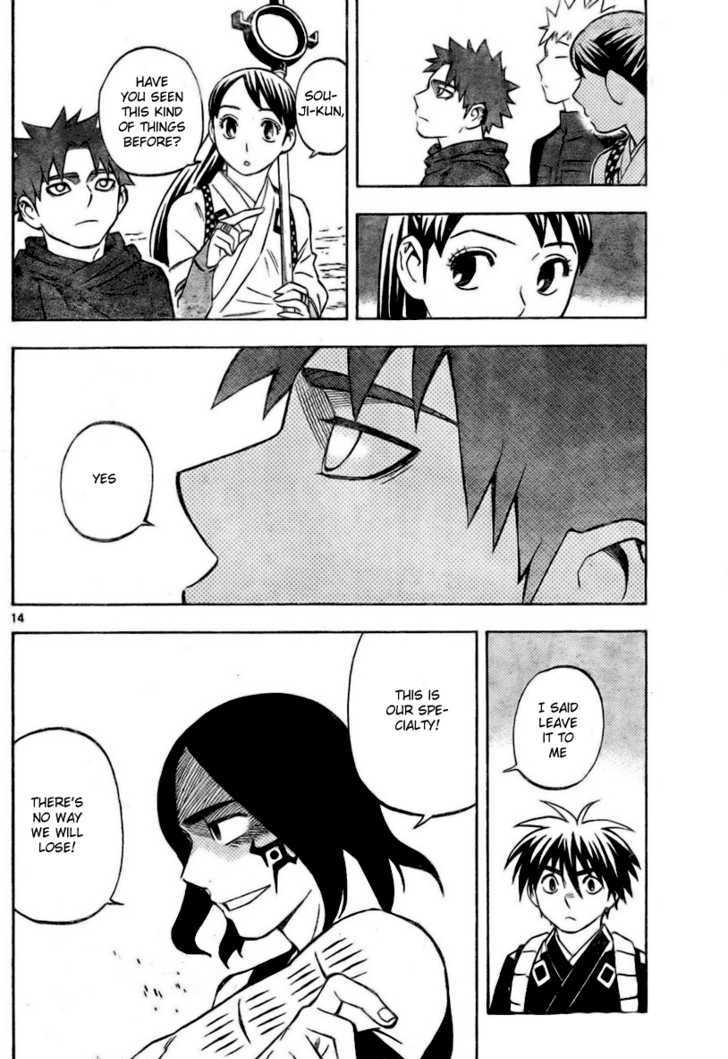 SOU-
JI-KUN,
HAVE
YOU SEEN
THIS KIND
OF THINGS
BEFORE?
YES
14
I SAID
LEAVE
IT TO
ME
THIS IS
OUR SPE-
CIALTY!
THERE'S
NO WAY
WE WILL
LOSE!